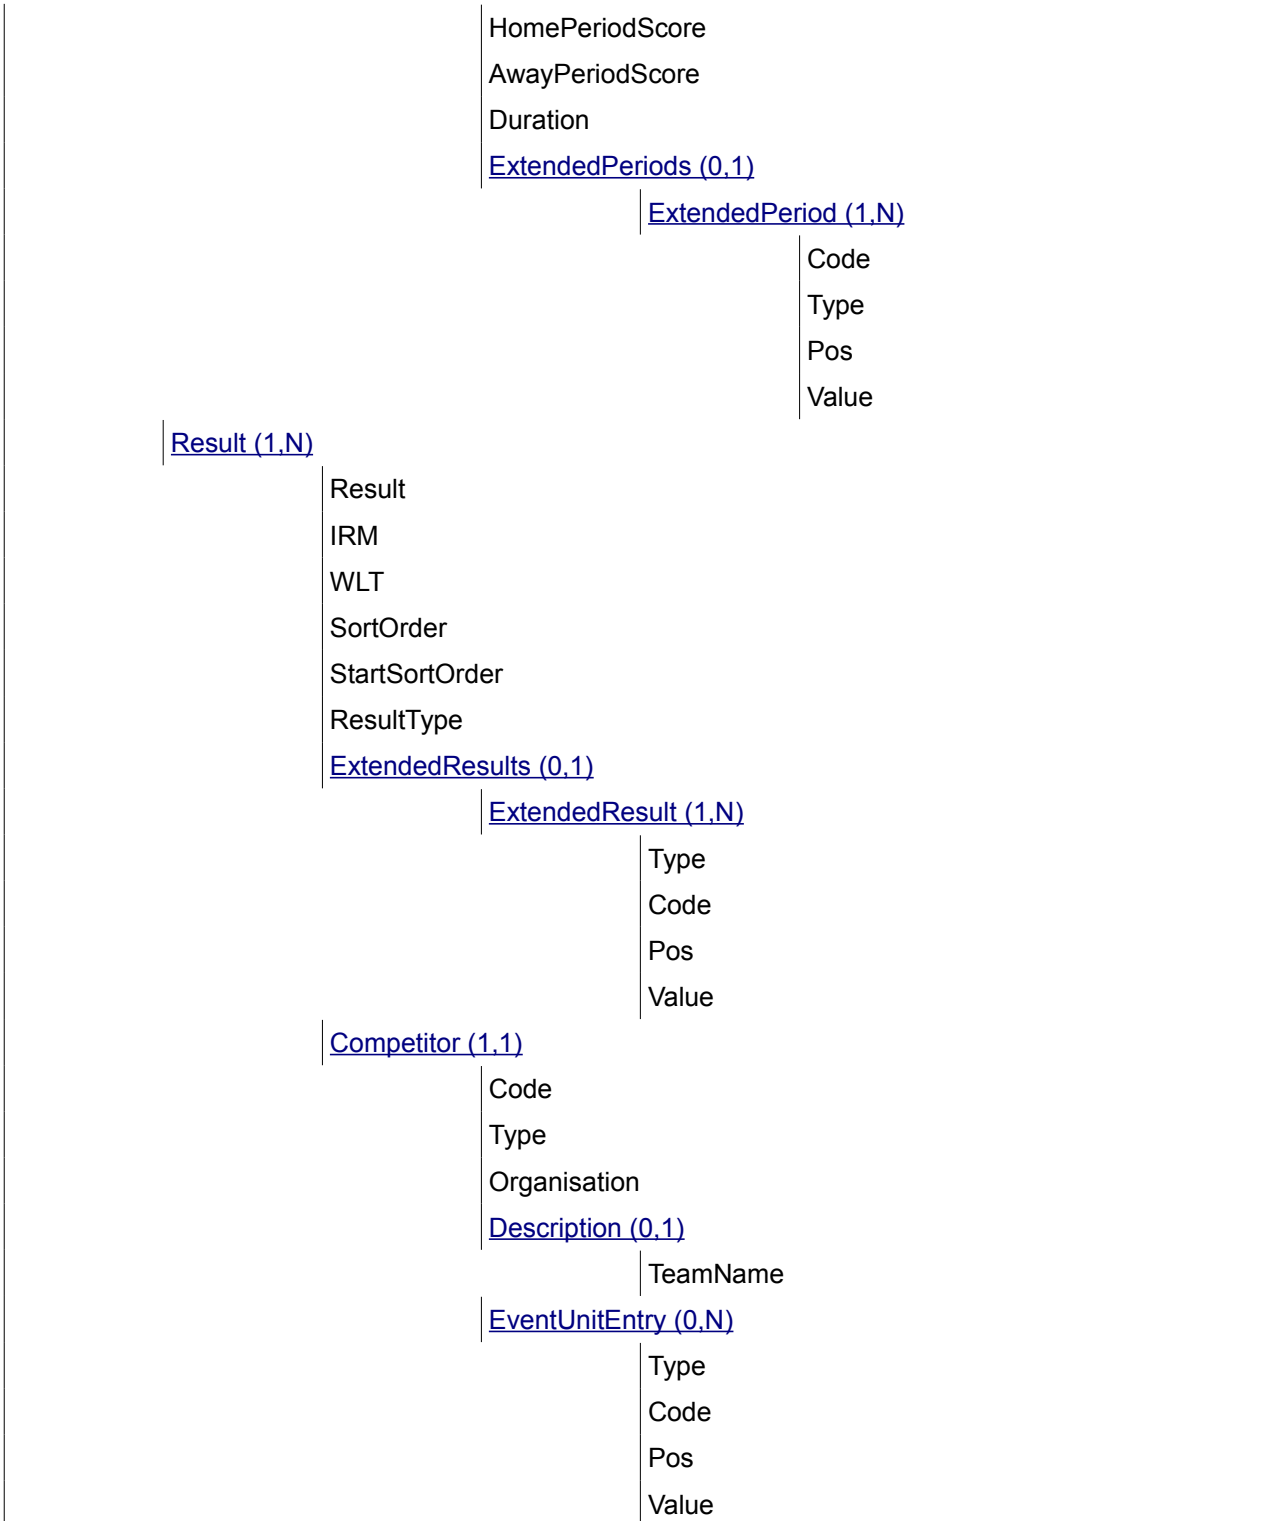 HomePeriodScore
AwayPeriodScore
Duration
ExtendedPeriods (0,1)
ExtendedPeriod (1,N)
Code
Type
Pos
Value
Result (1,N)
Result
IRM
WLT
SortOrder
StartSortOrder
ResultType
ExtendedResults (0,1)
ExtendedResult (1,N)
Type
Code
Pos
Value
Competitor (1,1)
Code
Type
Organisation
Description (0,1)
TeamName
EventUnitEntry (0,N)
Type
Code
Pos
Value